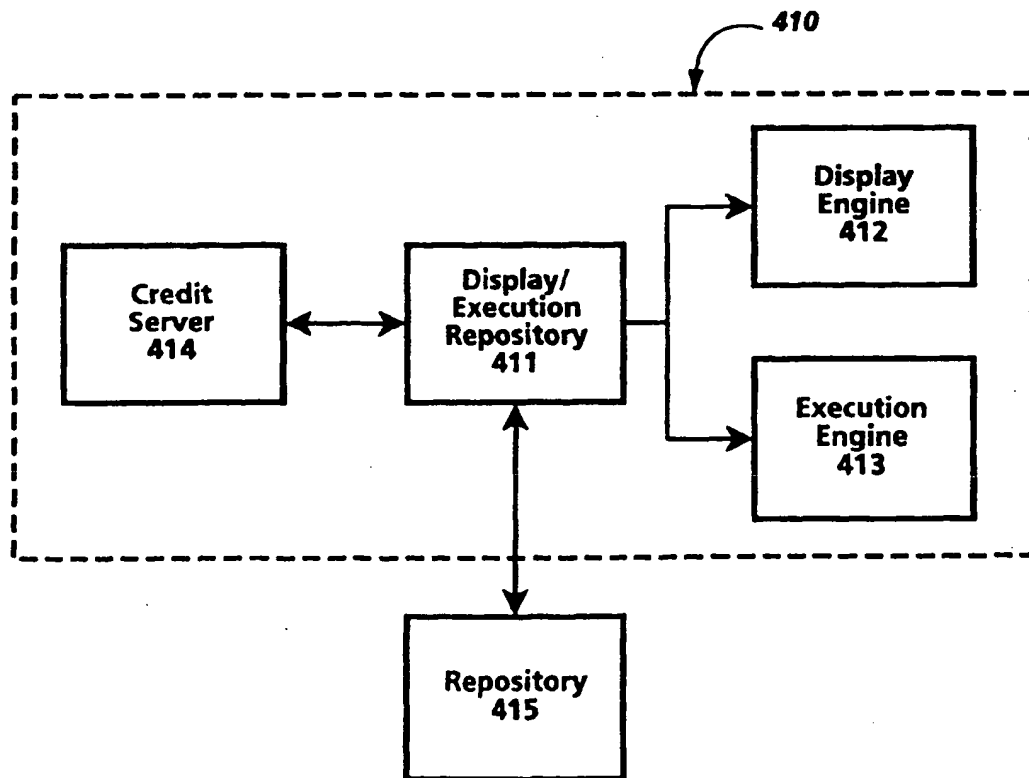 410
Display
Engine
412
Credit
Server
414
Display/
Execution
Repository
411
Execution
Engine
413
Repository
415